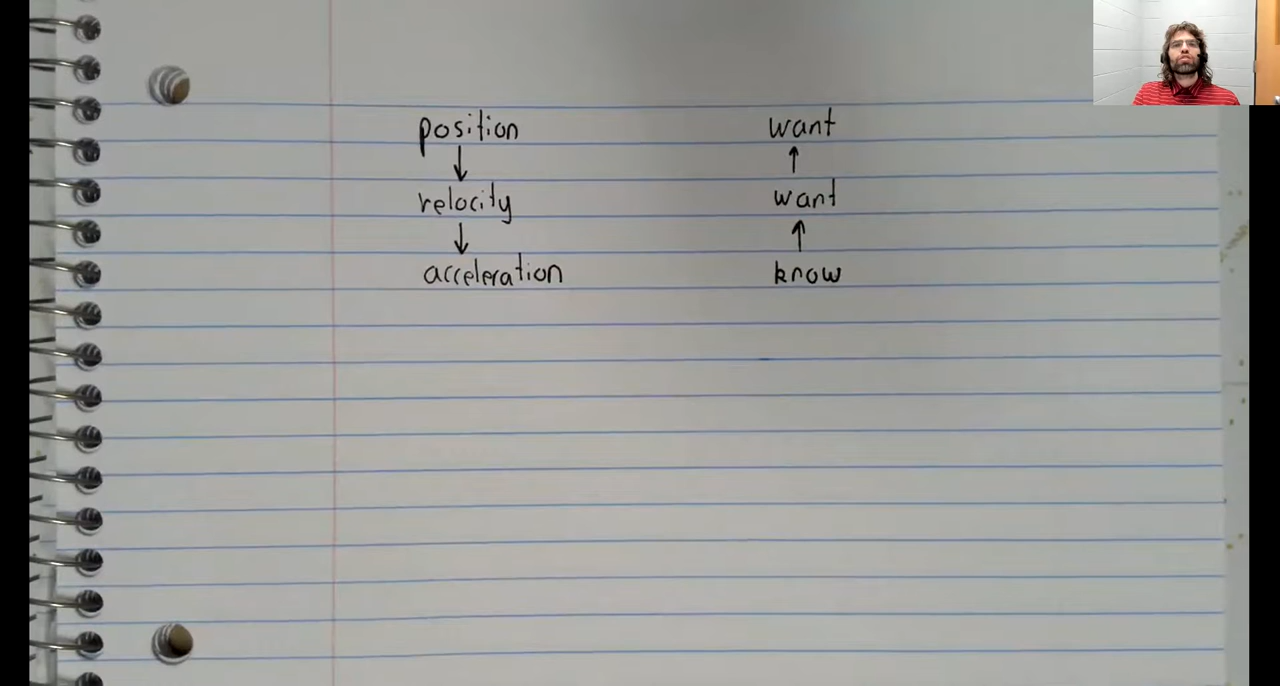 position want
↓ ↑
velocity want
↓ ↑
acceleration know